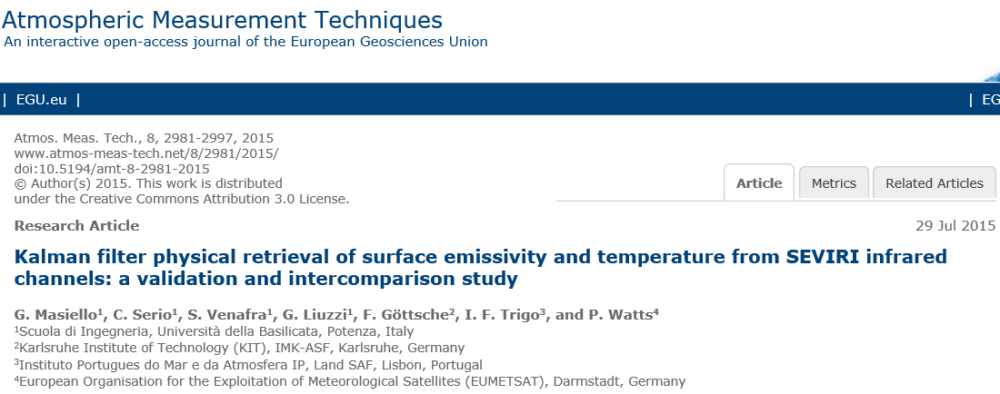 Atmospheric Measurement Techniques
An interactive open-access journal of the European Geosciences Union
| EGU.eu | | EG
Atmos. Meas. Tech., 8, 2981-2997, 2015
www.atmos-meas-tech.net/8/2981/2015/
doi:10.5194/amt-8-2981-2015
© Author(s) 2015. This work is distributed
under the Creative Commons Attribution 3.0 License.
Article Metrics Related Articles
Research Article 29 Jul 2015
Kalman filter physical retrieval of surface emissivity and temperature from SEVIRI infrared
channels: a validation and intercomparison study
G. Masiello¹, C. Serio¹, S. Venafra¹, G. Liuzzi¹, F. Göttsche², I. F. Trigo³, and P. Watts⁴
¹Scuola di Ingegneria, Università della Basilicata, Potenza, Italy
²Karlsruhe Institute of Technology (KIT), IMK-ASF, Karlsruhe, Germany
³Instituto Portugues do Mar e da Atmosfera IP, Land SAF, Lisbon, Portugal
⁴European Organisation for the Exploitation of Meteorological Satellites (EUMETSAT), Darmstadt, Germany